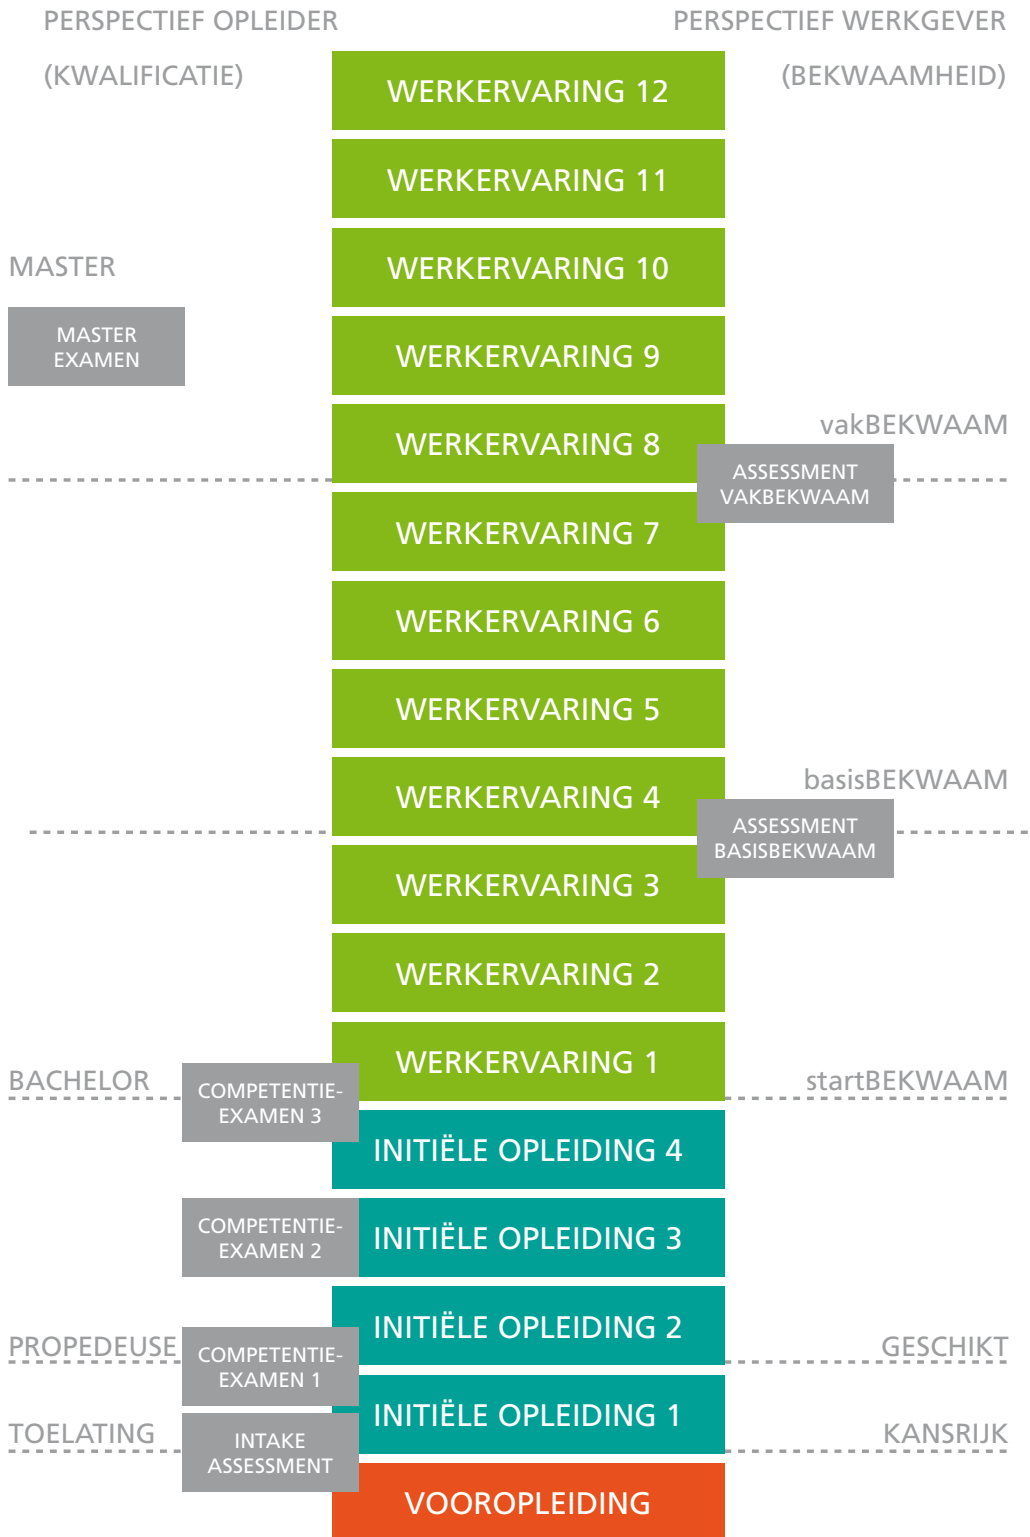 PERSPECTIEF OPLEIDER
(KWALIFICATIE)
PERSPECTIEF WERKGEVER
(BEKWAAMHEID)
WERKERVARING 12
WERKERVARING 11
MASTER
WERKERVARING 10
MASTER
EXAMEN
WERKERVARING 9
WERKERVARING 8
vakBEKWAAM
ASSESSMENT
VAKBEKWAAM
WERKERVARING 7
WERKERVARING 6
WERKERVARING 5
WERKERVARING 4
basisBEKWAAM
ASSESSMENT
BASISBEKWAAM
WERKERVARING 3
WERKERVARING 2
WERKERVARING 1
BACHELOR
COMPETENTIE-
EXAMEN 3
startBEKWAAM
INITIËLE OPLEIDING 4
COMPETENTIE-
EXAMEN 2
INITIËLE OPLEIDING 3
INITIËLE OPLEIDING 2
PROPEDEUSE
COMPETENTIE-
EXAMEN 1
GESCHIKT
INITIËLE OPLEIDING 1
TOELATING
INTAKE
ASSESSMENT
KANSRIJK
VOOROPLEIDING